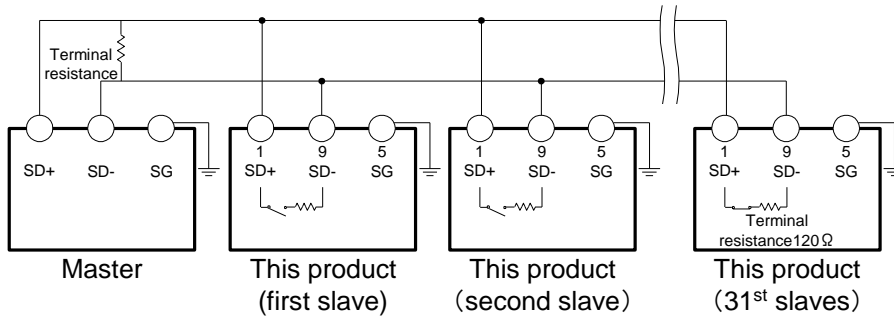 Terminal
resistance
SD+ SD- SG
Master
1 9 5
SD+ SD- SG
This product
(first slave)
1 9 5
SD+ SD- SG
This product
（second slave）
1 9 5
SD+ SD- SG
Terminal
resistance120Ω
This product
（31st slaves）